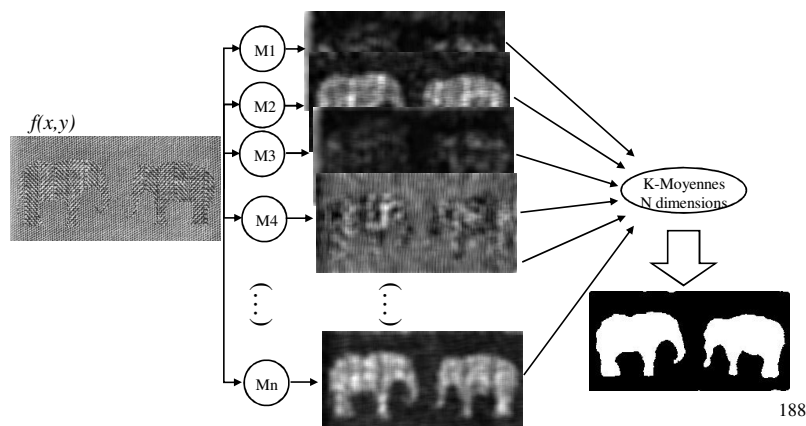 f(x,y)
M1
M2
M3
M4
(...)
(...)
Mn
K-Moyennes
N dimensions
188